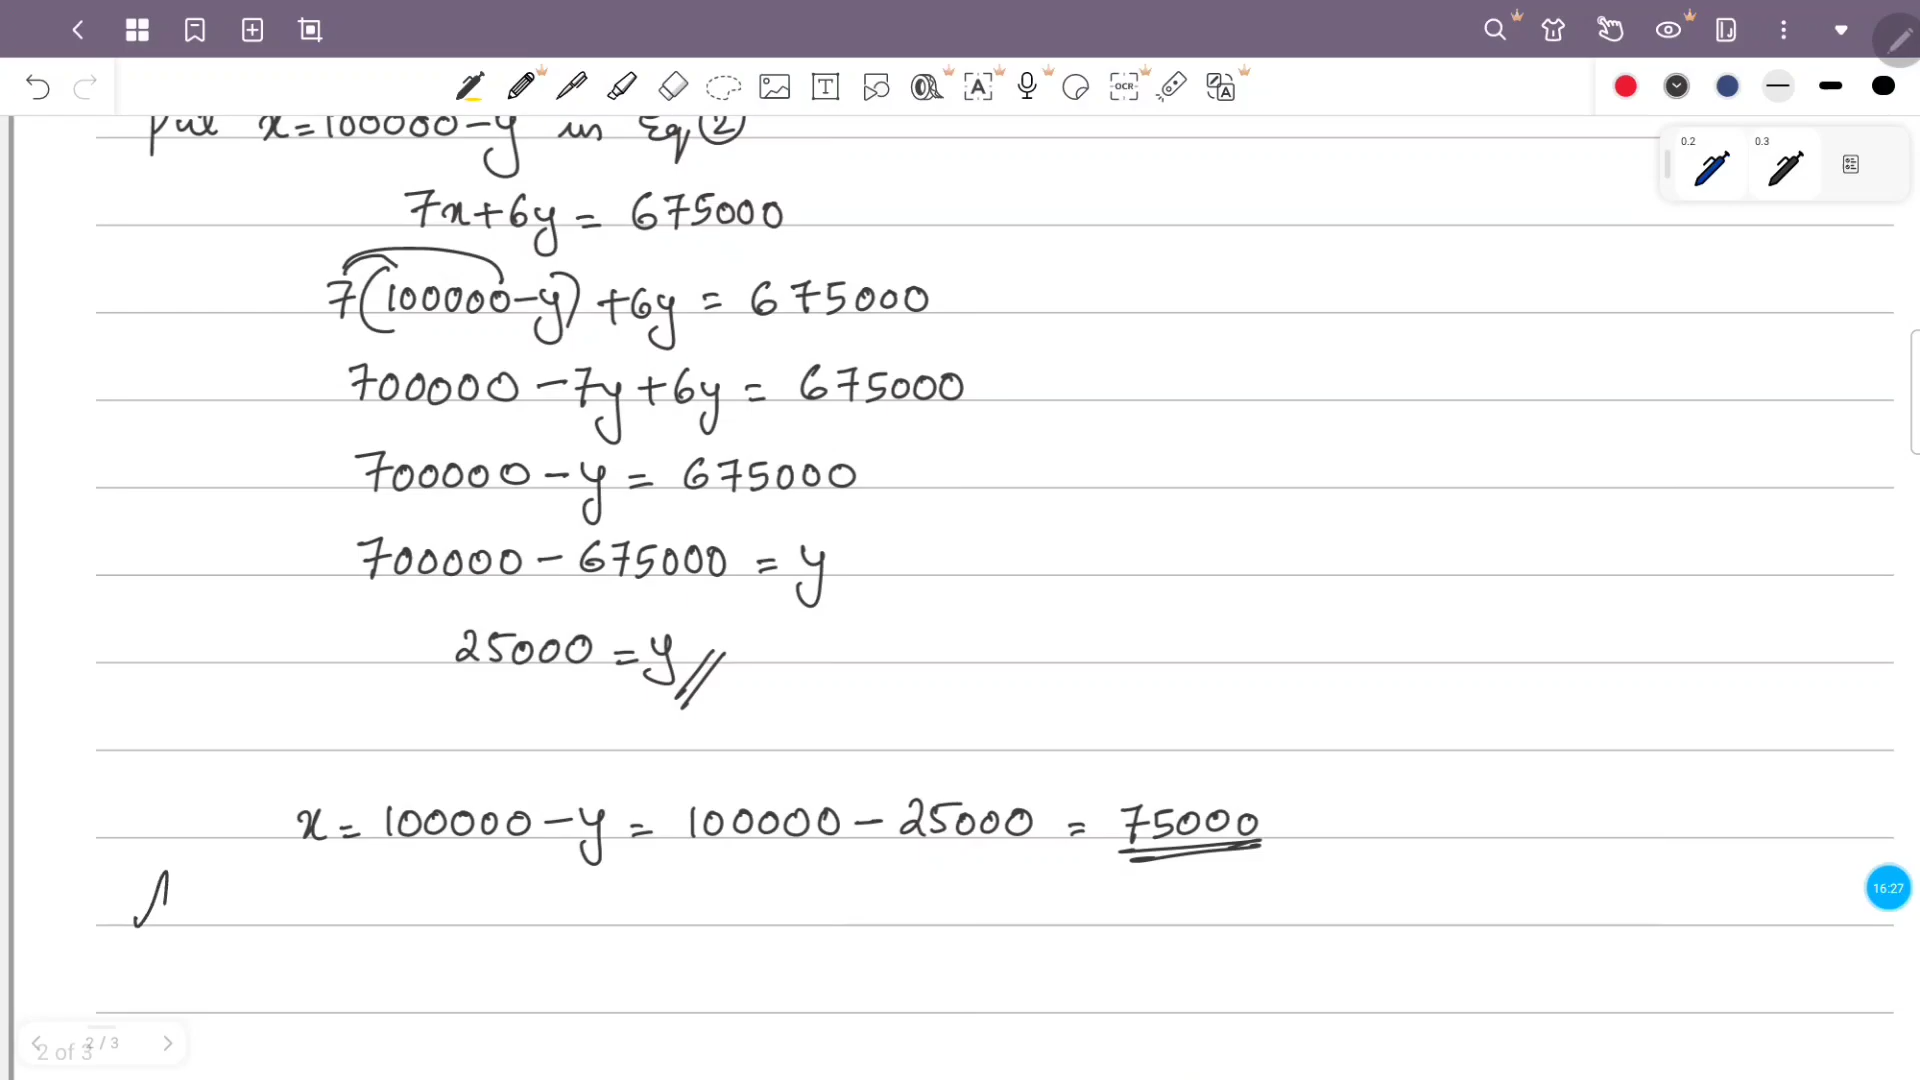 put x=100000-y in Eq ②
0.2
0.3
7x+6y = 675000
7(100000-y) +6y = 675000
700000 -7y+6y = 675000
700000 -y = 675000
700000 - 675000 = y
25000 = y //
x = 100000 - y = 100000 - 25000 = 75000
16:27
2 of 3
2 / 3